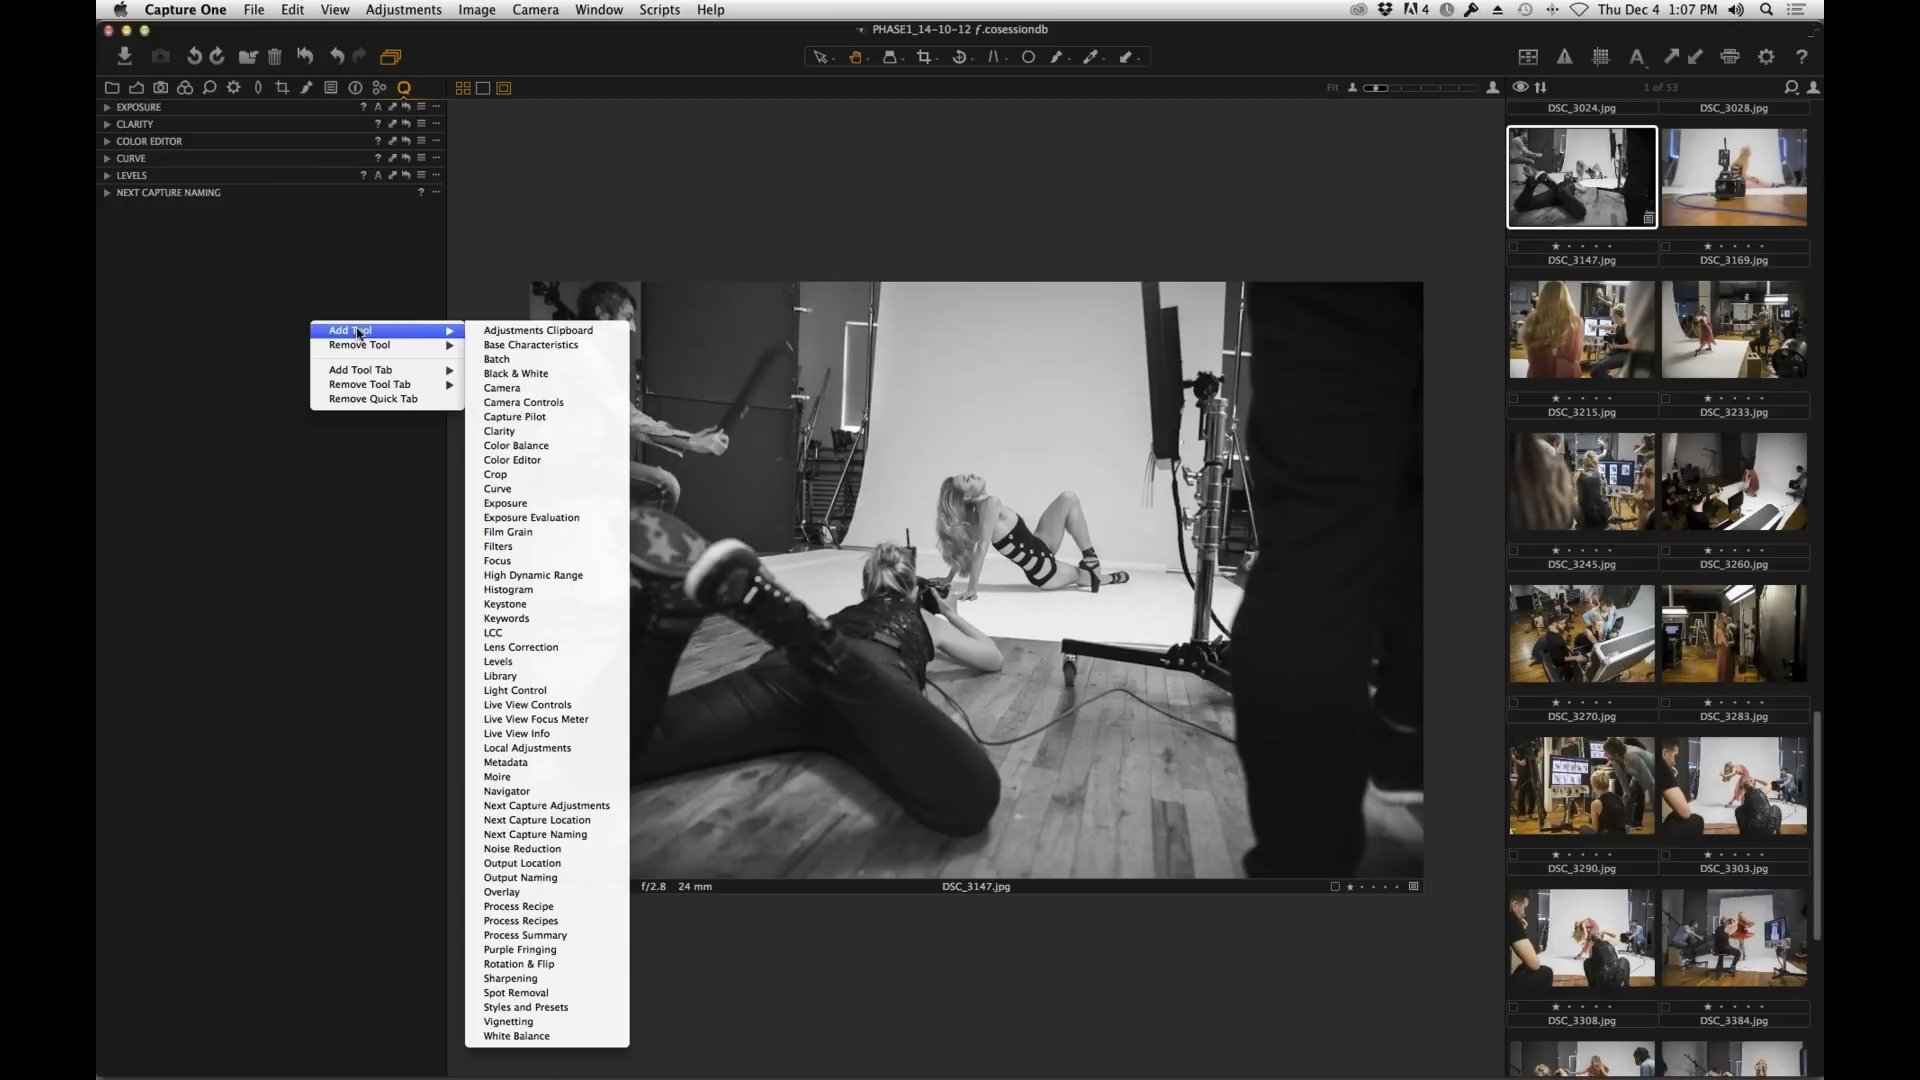 Capture One File Edit View Adjustments Image Camera Window Scripts Help
4 Thu Dec 4 1:07 PM
PHASE1_14-10-12 ƒ.cosessiondb
Fit
1 of 53
EXPOSURE
CLARITY
COLOR EDITOR
CURVE
LEVELS
NEXT CAPTURE NAMING
Add Tool
Remove Tool
Add Tool Tab
Remove Tool Tab
Remove Quick Tab
Adjustments Clipboard
Base Characteristics
Batch
Black & White
Camera
Camera Controls
Capture Pilot
Clarity
Color Balance
Color Editor
Crop
Curve
Exposure
Exposure Evaluation
Film Grain
Filters
Focus
High Dynamic Range
Histogram
Keystone
Keywords
LCC
Lens Correction
Levels
Library
Light Control
Live View Controls
Live View Focus Meter
Live View Info
Local Adjustments
Metadata
Moire
Navigator
Next Capture Adjustments
Next Capture Location
Next Capture Naming
Noise Reduction
Output Location
Output Naming
Overlay
Process Recipe
Process Recipes
Process Summary
Purple Fringing
Rotation & Flip
Sharpening
Spot Removal
Styles and Presets
Vignetting
White Balance
f/2.8 24 mm
DSC_3147.jpg
DSC_3024.jpg DSC_3028.jpg
DSC_3147.jpg DSC_3169.jpg
DSC_3215.jpg DSC_3233.jpg
DSC_3245.jpg DSC_3260.jpg
DSC_3270.jpg DSC_3283.jpg
DSC_3290.jpg DSC_3303.jpg
DSC_3308.jpg DSC_3384.jpg